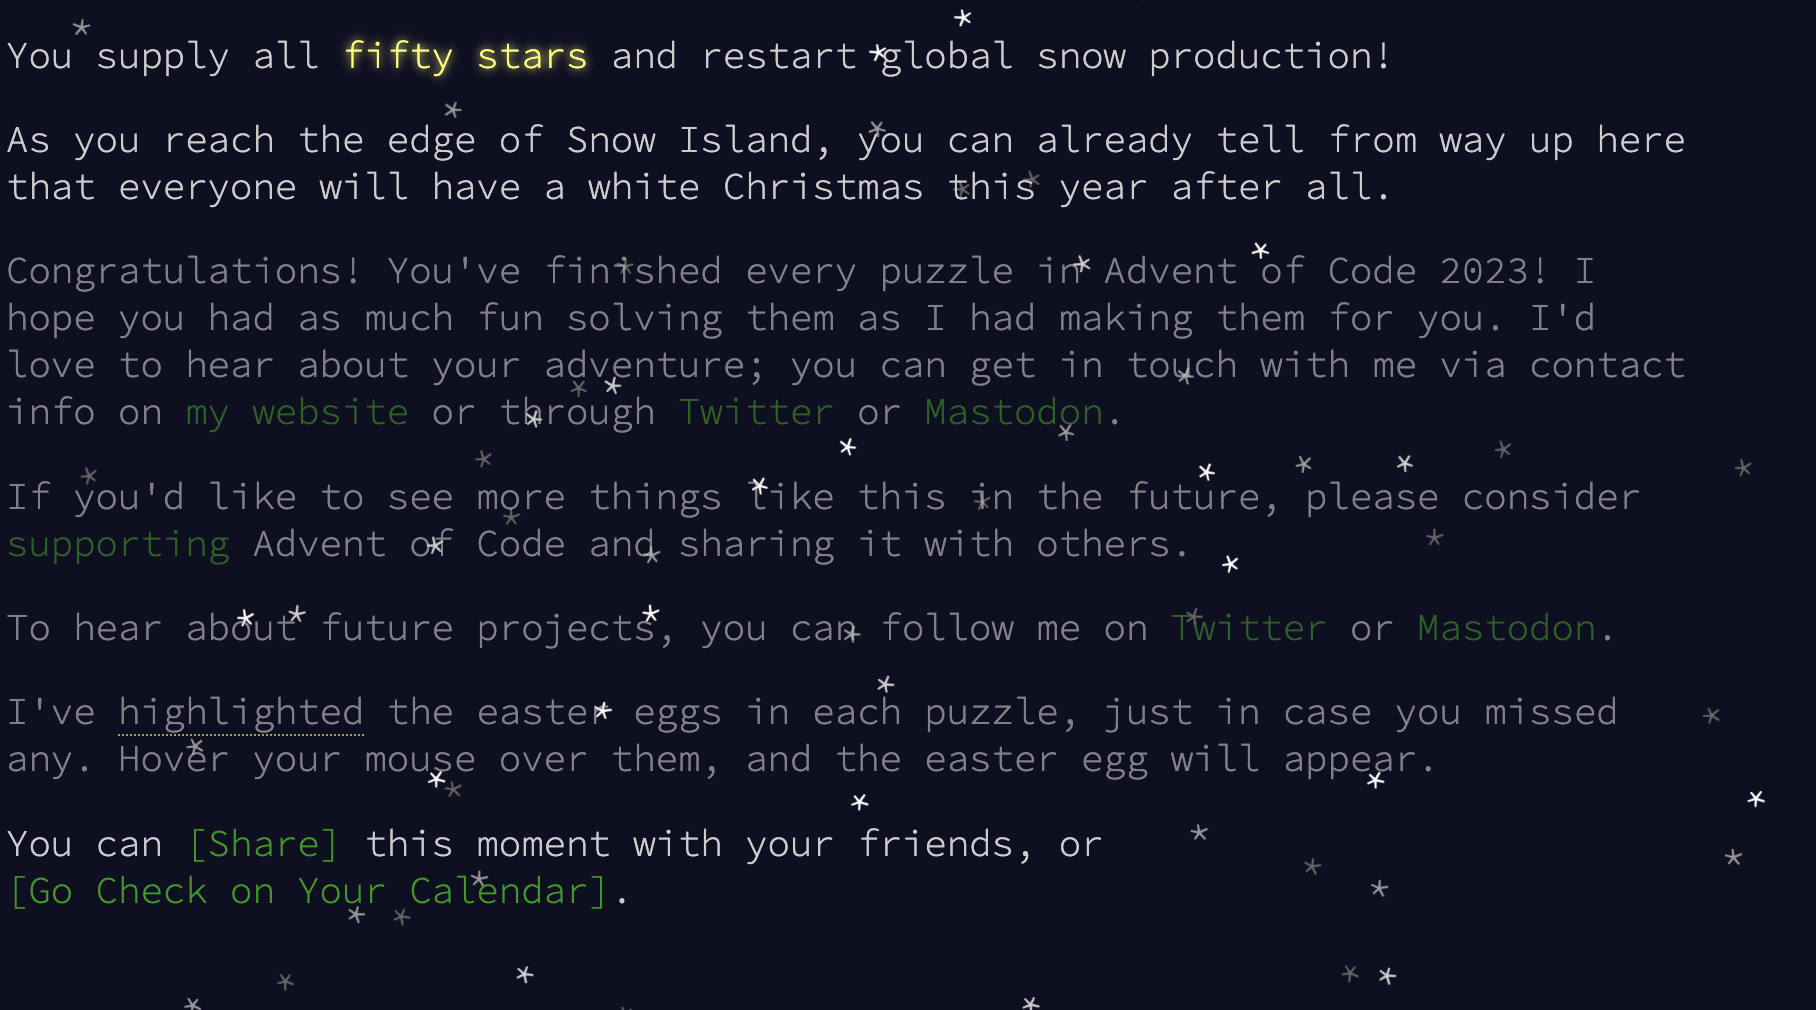 You supply all fifty stars and restart global snow production!
As you reach the edge of Snow Island, you can already tell from way up here
that everyone will have a white Christmas this year after all.
Congratulations! You've finished every puzzle in Advent of Code 2023! I
hope you had as much fun solving them as I had making them for you. I'd
love to hear about your adventure; you can get in touch with me via contact
info on my website or through Twitter or Mastodon.
If you'd like to see more things like this in the future, please consider
supporting Advent of Code and sharing it with others.
To hear about future projects, you can follow me on Twitter or Mastodon.
I've highlighted the easter eggs in each puzzle, just in case you missed
any. Hover your mouse over them, and the easter egg will appear.
You can [Share] this moment with your friends, or
[Go Check on Your Calendar].